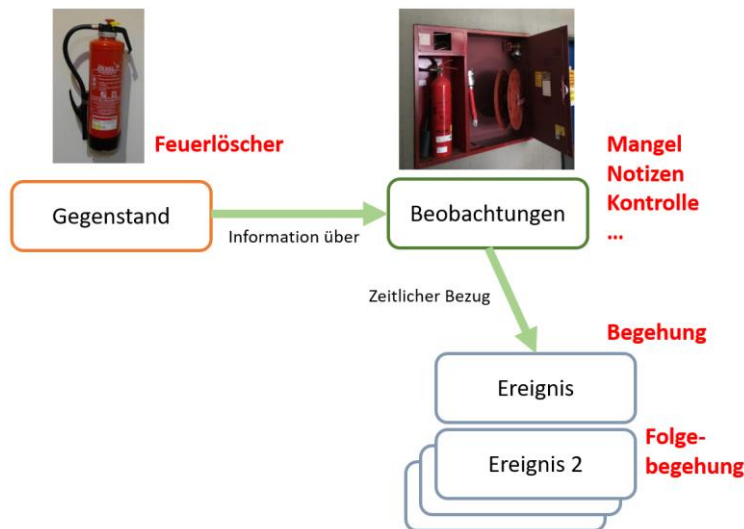 Feuerlöscher
Mangel
Notizen
Kontrolle
...
Gegenstand
Beobachtungen
Information über
Zeitlicher Bezug
Begehung
Ereignis
Ereignis 2
Folge-
begehung